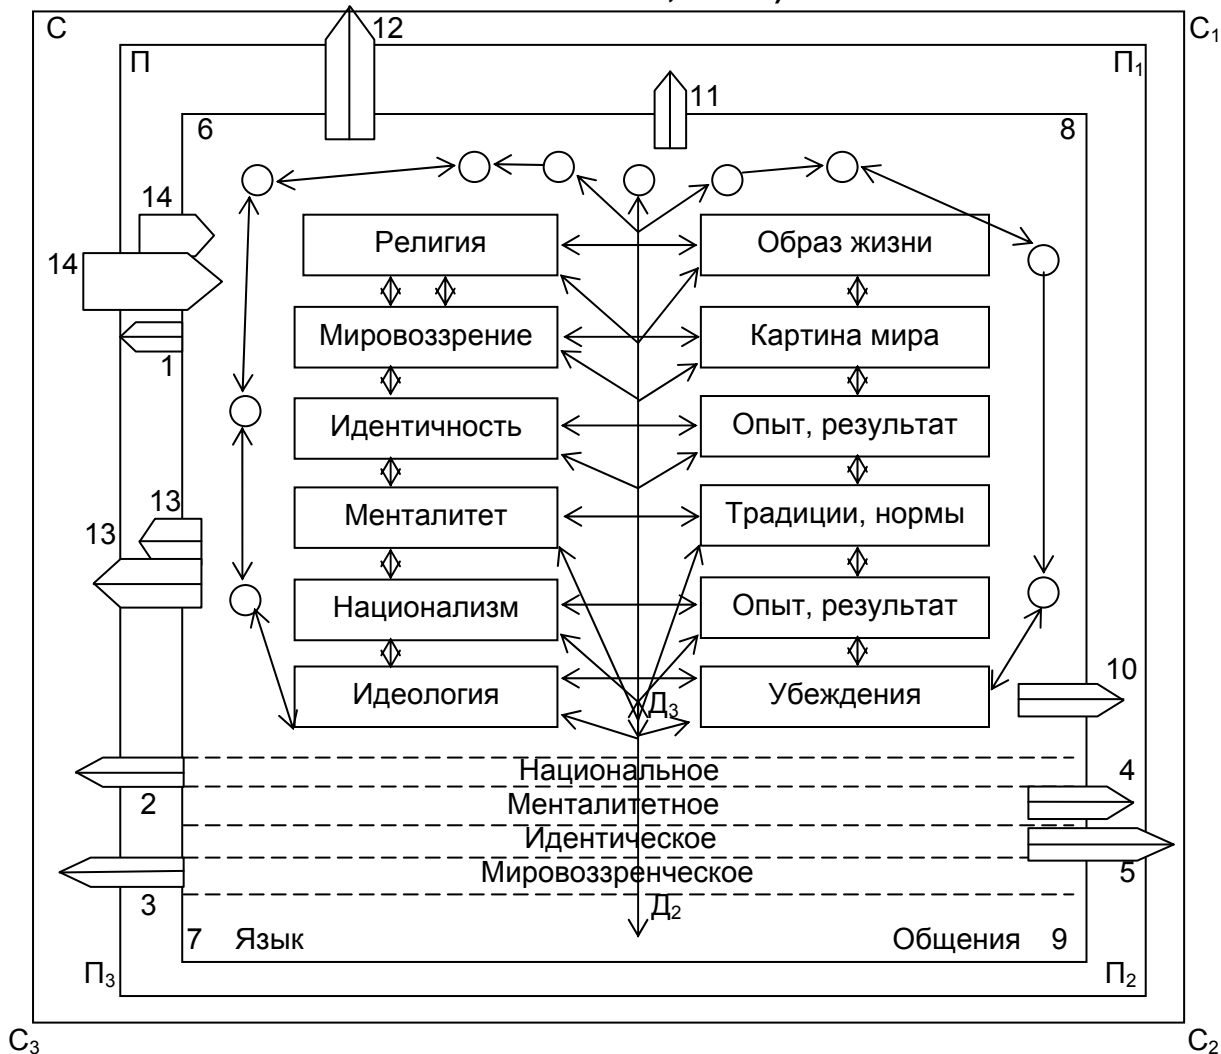 С
12
С₁
П
П₁
11
6
8
14
Религия
Образ жизни
14
Мировоззрение
Картина мира
1
Идентичность
Опыт, результат
13
Менталитет
Традиции, нормы
13
Национализм
Опыт, результат
Идеология
Убеждения
10
Д₃
Национальное
4
2
Менталитетное
Идентическое
Мировоззренческое
5
3
Д₂
7 Язык
Общения 9
П₃
П₂
С₃
С₂